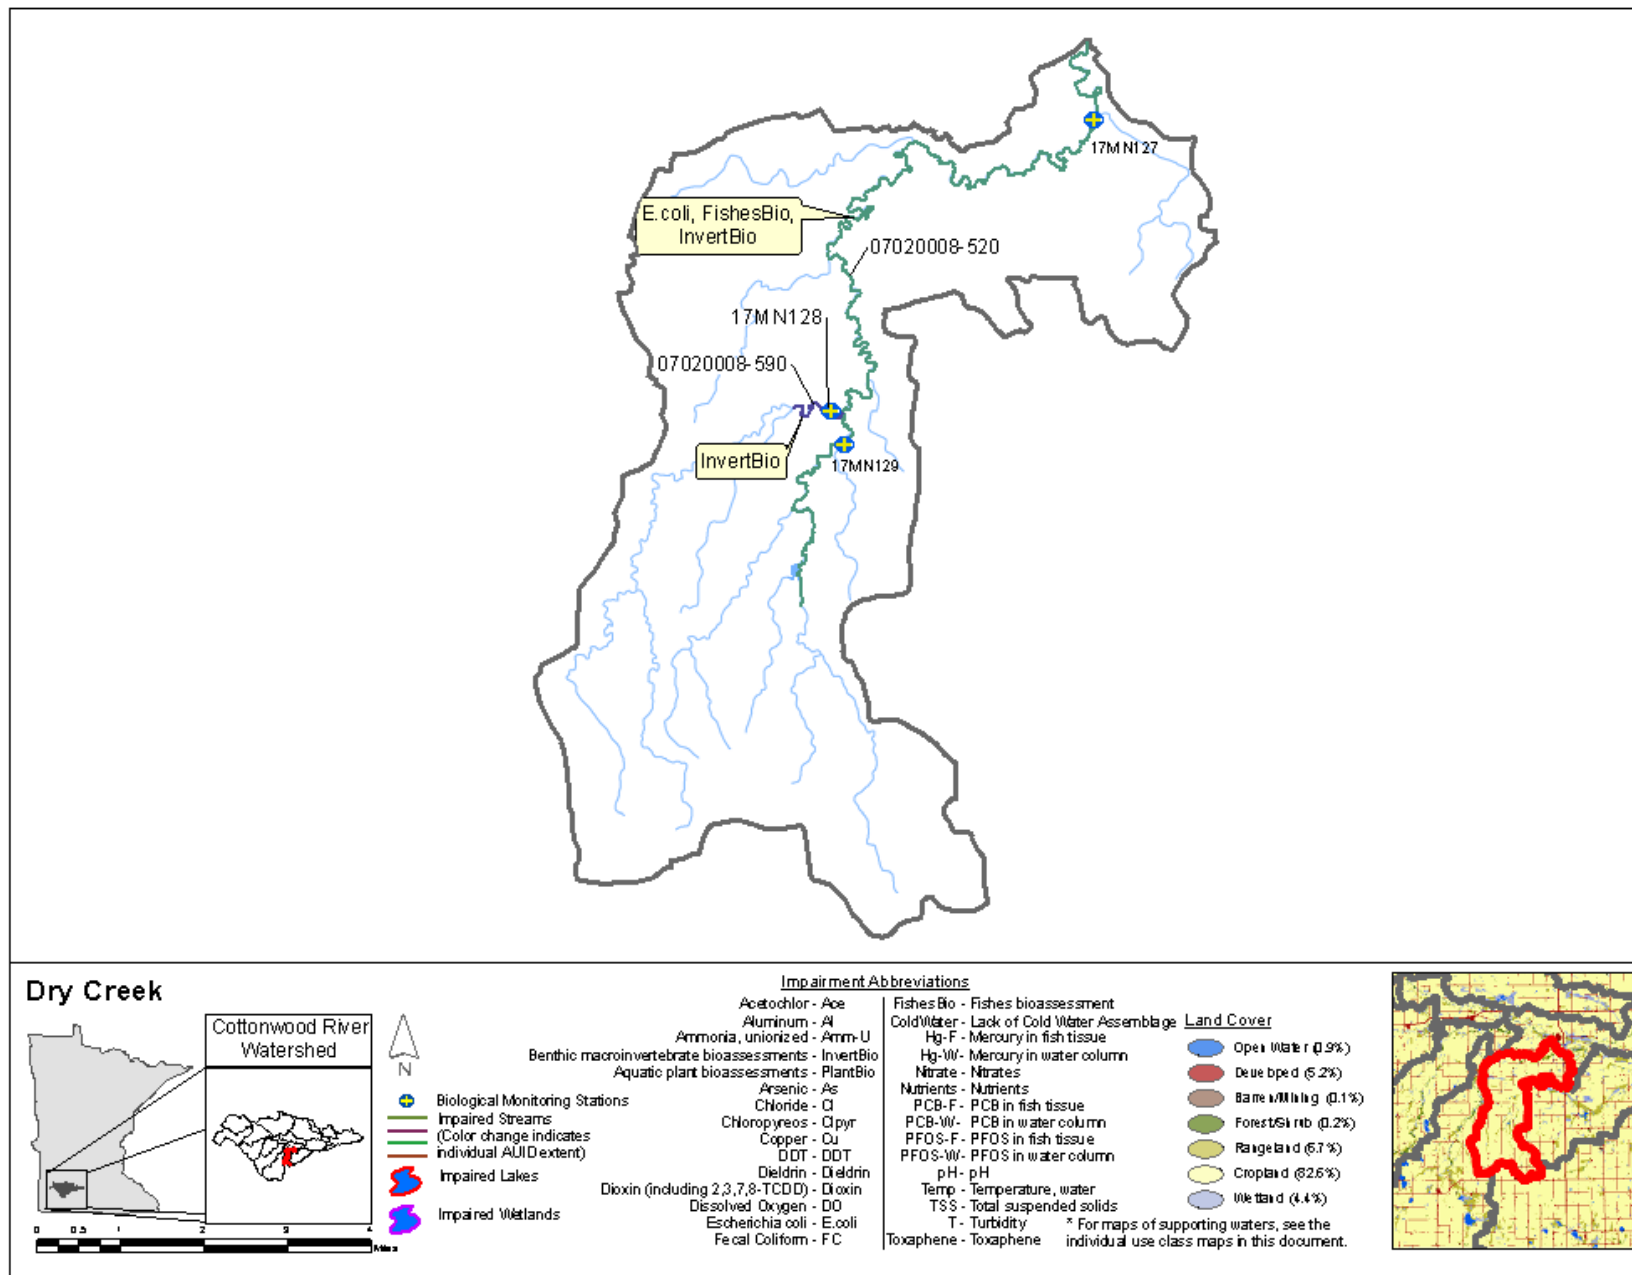 17MN127
E.coli, FishesBio,
InvertBio
07020008-520
17MN128
07020008-590
InvertBio
17MN129
Dry Creek
Cottonwood River
Watershed
N
Biological Monitoring Stations
Impaired Streams
(Color change indicates
individual AUID extent)
Impaired Lakes
Impaired Wetlands
0 0.5 1 2 3 4
Miles
Impairment Abbreviations
Acetochlor - Ace
Aluminum - Al
Ammonia, unionized - Amm-U
Benthic macroinvertebrate bioassessments - InvertBio
Aquatic plant bioassessments - PlantBio
Arsenic - As
Chloride - Cl
Chloropyreos - Clpyr
Copper - Cu
DDT - DDT
Dieldrin - Dieldrin
Dioxin (including 2,3,7,8-TCDD) - Dioxin
Dissolved Oxygen - DO
Escherichia coli - E.coli
Fecal Coliform - FC
FishesBio - Fishes bioassessment
ColdWater - Lack of Cold Water Assemblage
Hg-F - Mercury in fish tissue
Hg-W - Mercury in water column
Nitrate - Nitrates
Nutrients - Nutrients
PCB-F - PCB in fish tissue
PCB-W - PCB in water column
PFOS-F - PFOS in fish tissue
PFOS-W - PFOS in water column
pH - pH
Temp - Temperature, water
TSS - Total suspended solids
T - Turbidity
Toxaphene - Toxaphene
* For maps of supporting waters, see the
individual use class maps in this document.
Land Cover
Open Water (0.9%)
Developed (5.2%)
Barren/Mining (0.1%)
Forest/Shrub (0.2%)
Rangeland (6.7%)
Cropland (82.6%)
Wetland (4.4%)